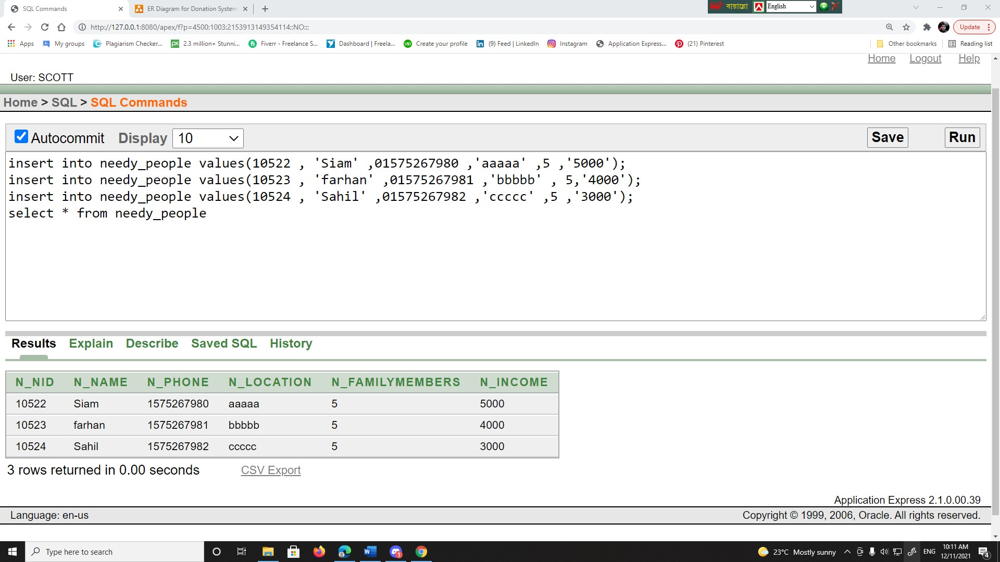 SQL Commands
ER Diagram for Donation System
বায়ান্নো
English
http://127.0.0.1:8080/apex/f?p=4500:1003:2153913149354114::NO:::
Update
Apps My groups Plagiarism Checker... 2.3 million+ Stunni... Fiverr - Freelance S... Dashboard | Freela... Create your profile (9) Feed | LinkedIn Instagram Application Express... (21) Pinterest Other bookmarks Reading list
Home Logout Help
User: SCOTT
Home > SQL > SQL Commands
Autocommit Display 10 Save Run
insert into needy_people values(10522 , 'Siam' ,01575267980 ,'aaaaa' ,5 ,'5000');
insert into needy_people values(10523 , 'farhan' ,01575267981 ,'bbbbb' , 5,'4000');
insert into needy_people values(10524 , 'Sahil' ,01575267982 ,'ccccc' ,5 ,'3000');
select * from needy_people
Results Explain Describe Saved SQL History
N_NID N_NAME N_PHONE N_LOCATION N_FAMILYMEMBERS N_INCOME
10522 Siam 1575267980 aaaaa 5 5000
10523 farhan 1575267981 bbbbb 5 4000
10524 Sahil 1575267982 ccccc 5 3000
3 rows returned in 0.00 seconds CSV Export
Application Express 2.1.0.00.39
Language: en-us Copyright © 1999, 2006, Oracle. All rights reserved.
Type here to search
23°C Mostly sunny ENG
10:11 AM
12/11/2021
4